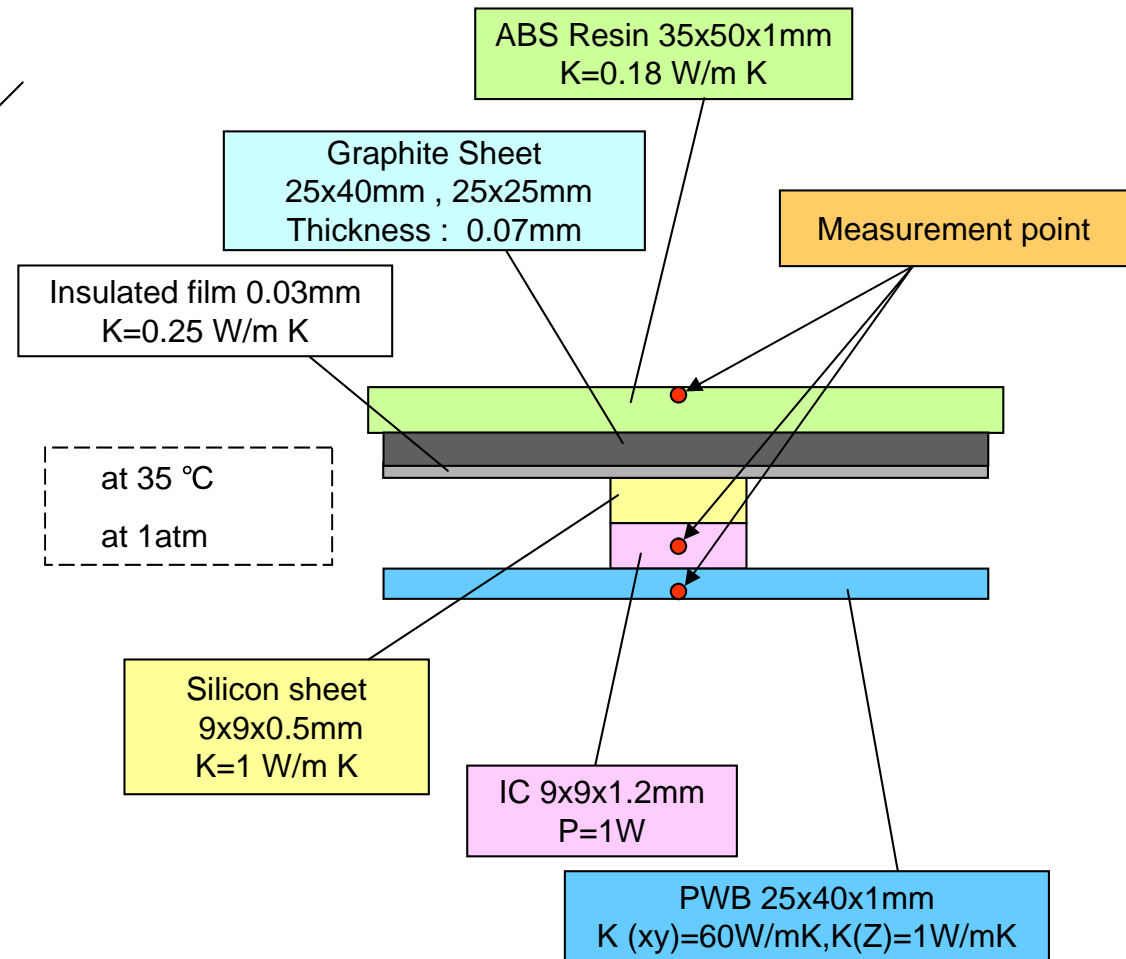 ABS Resin 35x50x1mm
K=0.18 W/m K
Graphite Sheet
25x40mm , 25x25mm
Thickness :  0.07mm
Measurement point
Insulated film 0.03mm
K=0.25 W/m K
at 35 ℃
at 1atm
Silicon sheet
9x9x0.5mm
K=1 W/m K
IC 9x9x1.2mm
P=1W
PWB 25x40x1mm
K (xy)=60W/mK,K(Z)=1W/mK